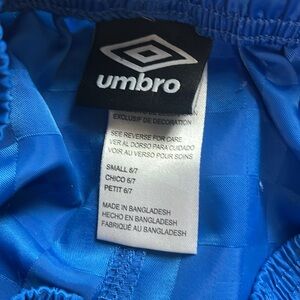 umbro
EXCLUSIF DE DECORATION
SEE REVERSE FOR CARE
VER AL DORSO PARA CUIDADO
VOIR AU VERSO POUR SOINS
SMALL 6/7
CHICO 6/7
PETIT 6/7
MADE IN BANGLADESH
HECHO EN BANGLADESH
FABRIQUÉ AU BANGLADESH